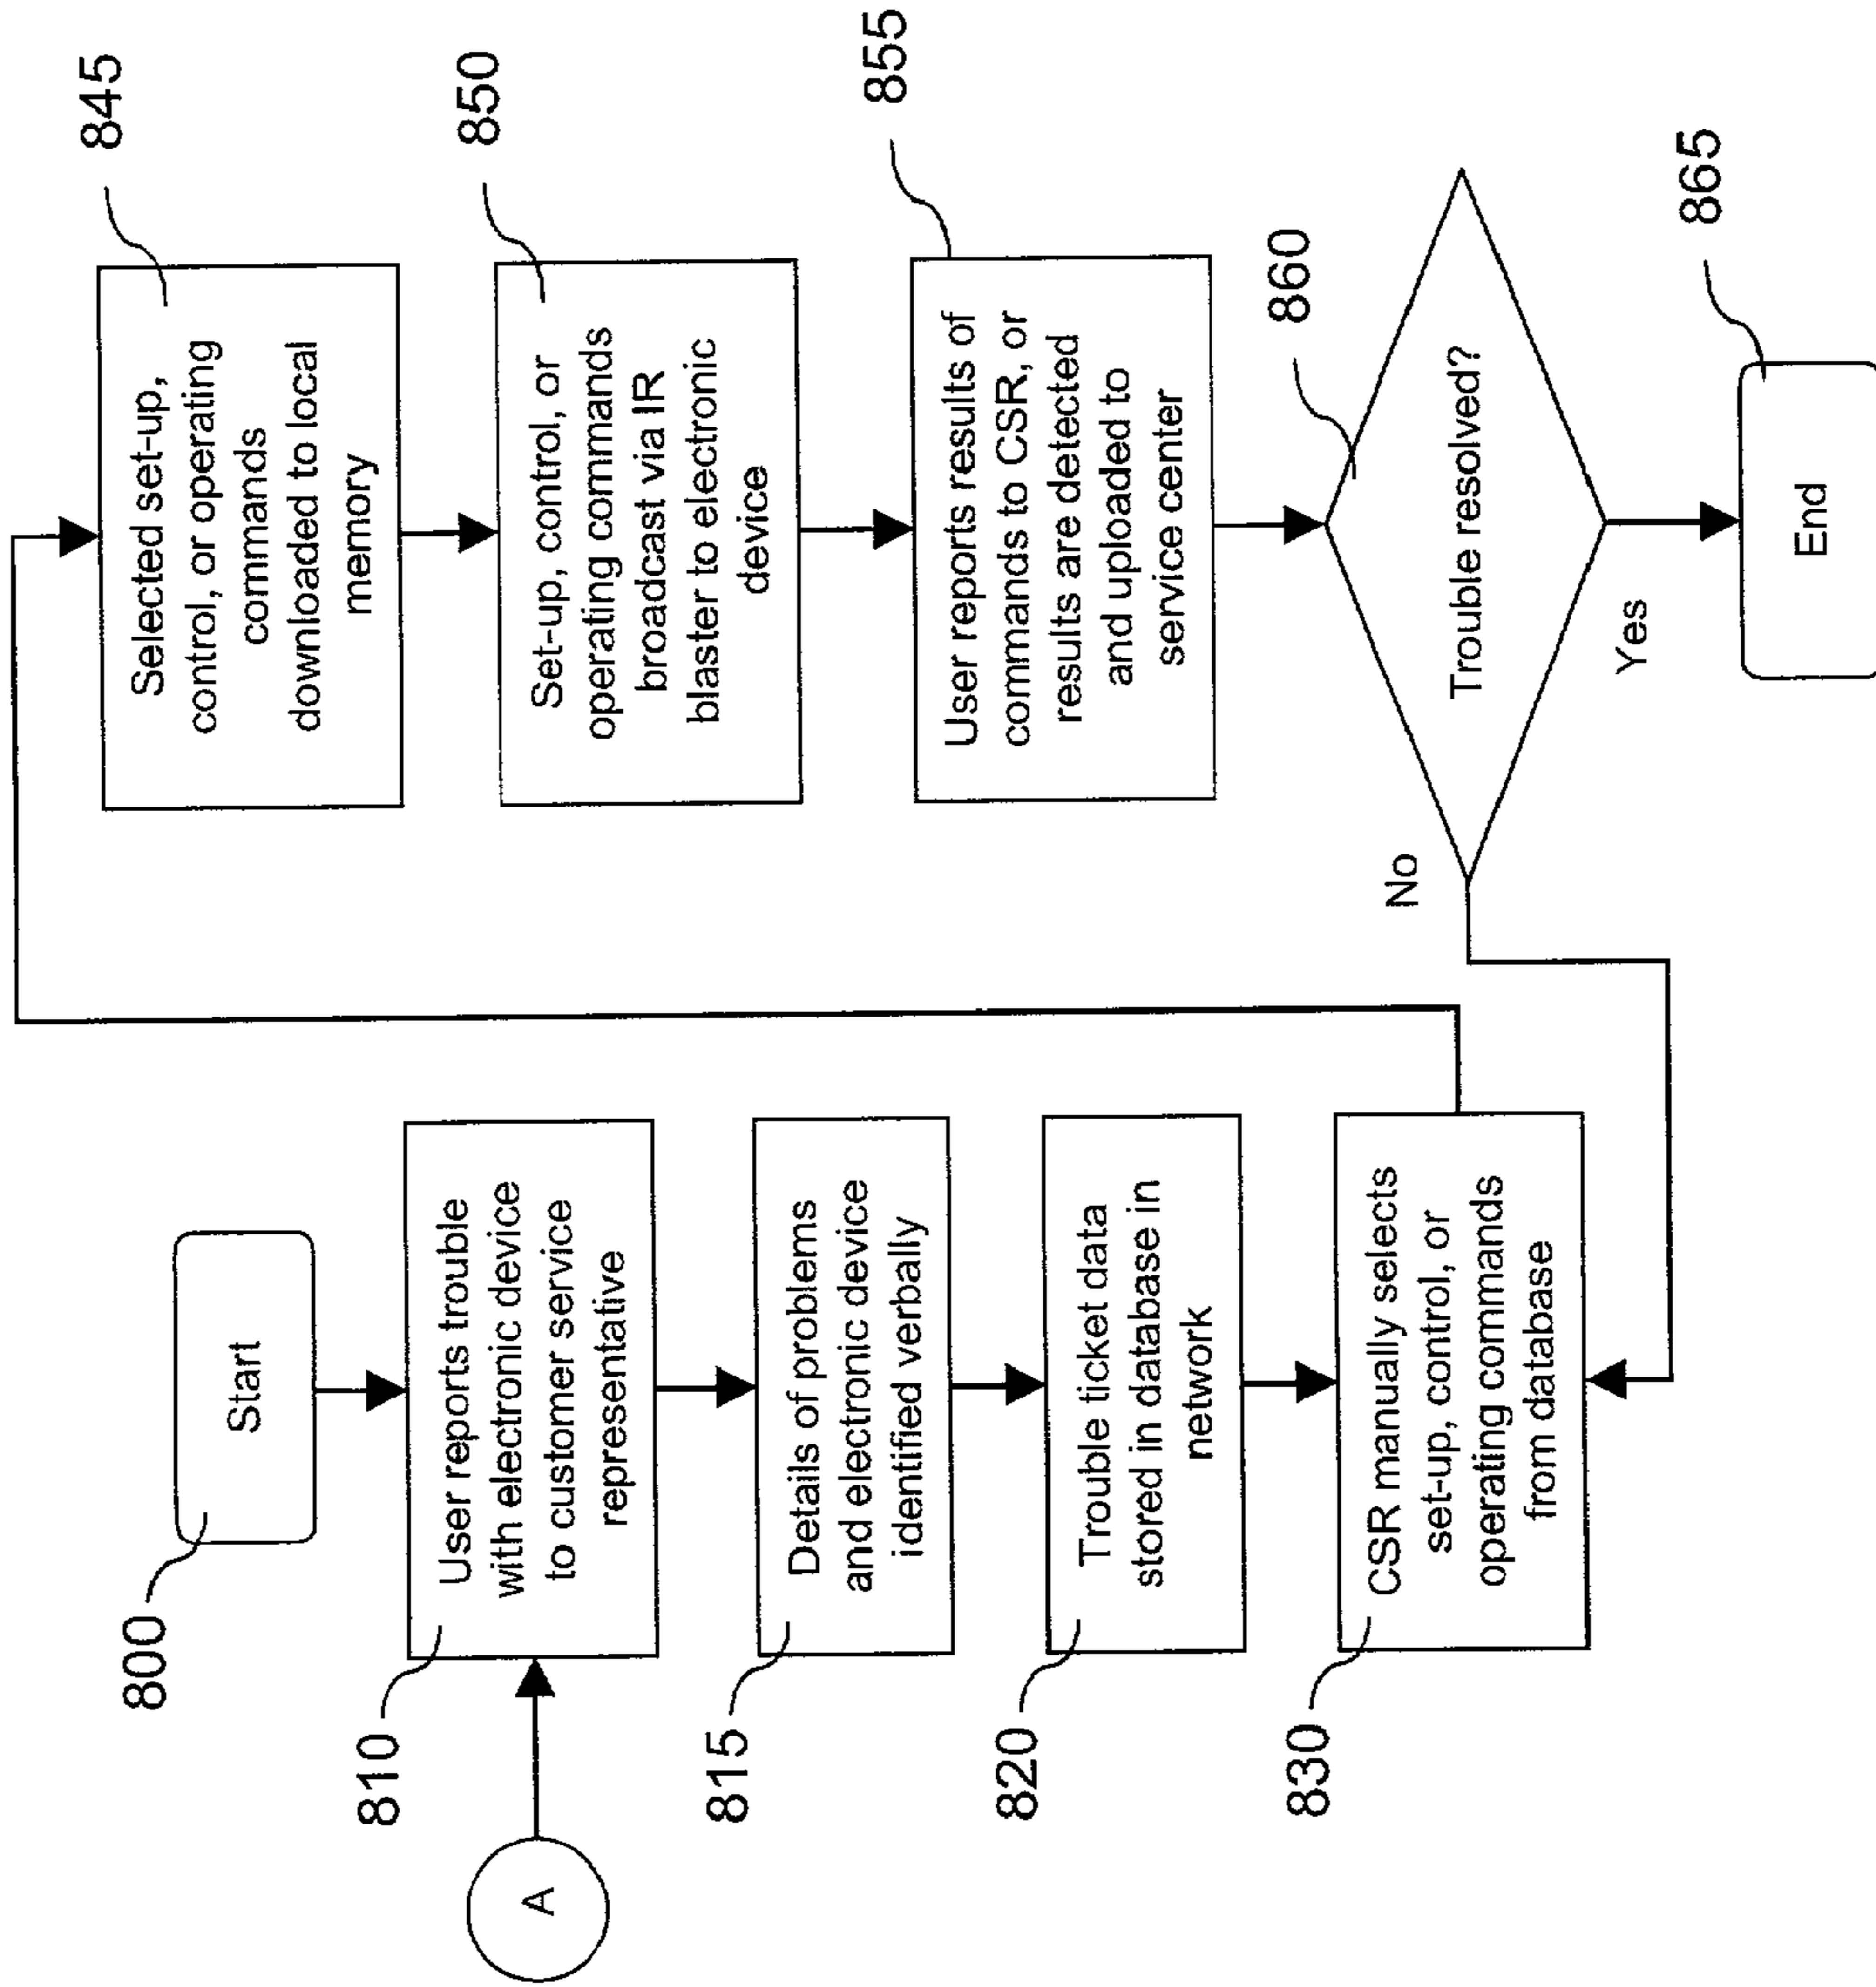 800
Start
810
User reports trouble
with electronic device
to customer service
representative
A
815
Details of problems
and electronic device
identified verbally
820
Trouble ticket data
stored in database in
network
830
CSR manually selects
set-up, control, or
operating commands
from database
845
Selected set-up,
control, or operating
commands
downloaded to local
memory
850
Set-up, control, or
operating commands
broadcast via IR
blaster to electronic
device
855
User reports results of
commands to CSR, or
results are detected
and uploaded to
service center
860
Trouble resolved?
No
Yes
865
End